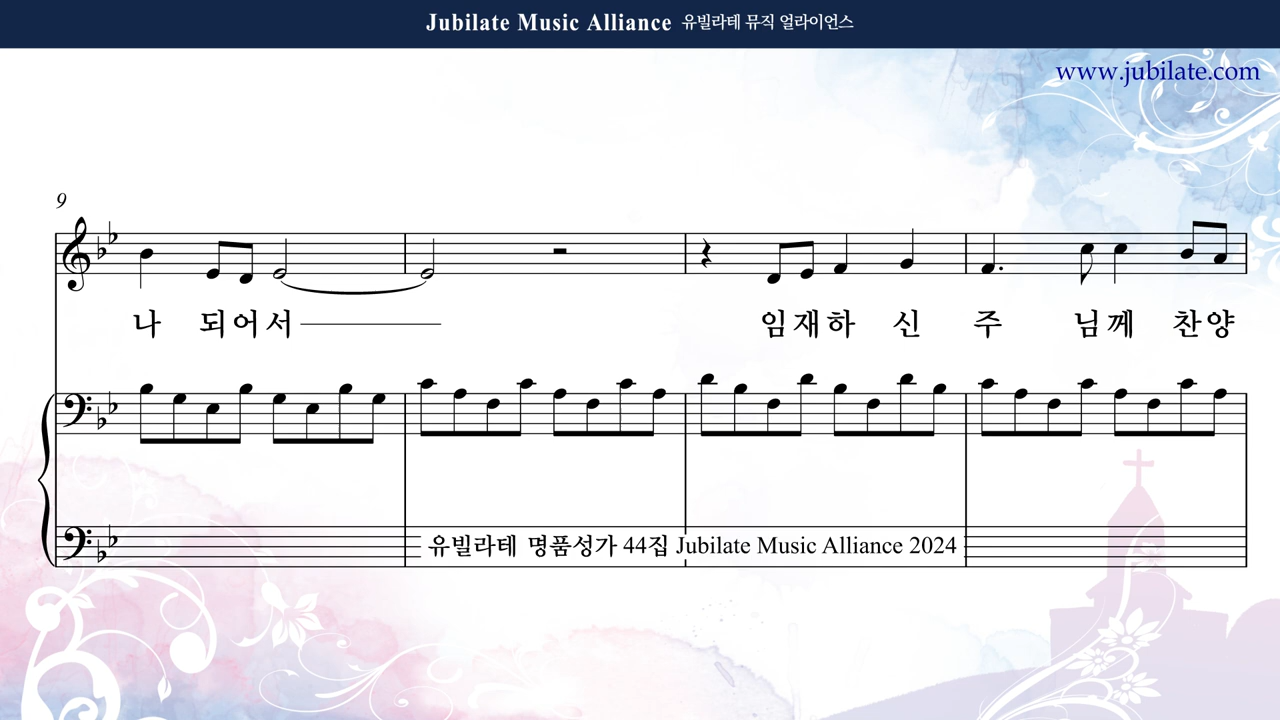 Jubilate Music Alliance 유빌라테 뮤직 얼라이언스
www.jubilate.com
9
나 되어서 임재하 신 주 님께 찬양
유빌라테 명품성가 44집 Jubilate Music Alliance 2024